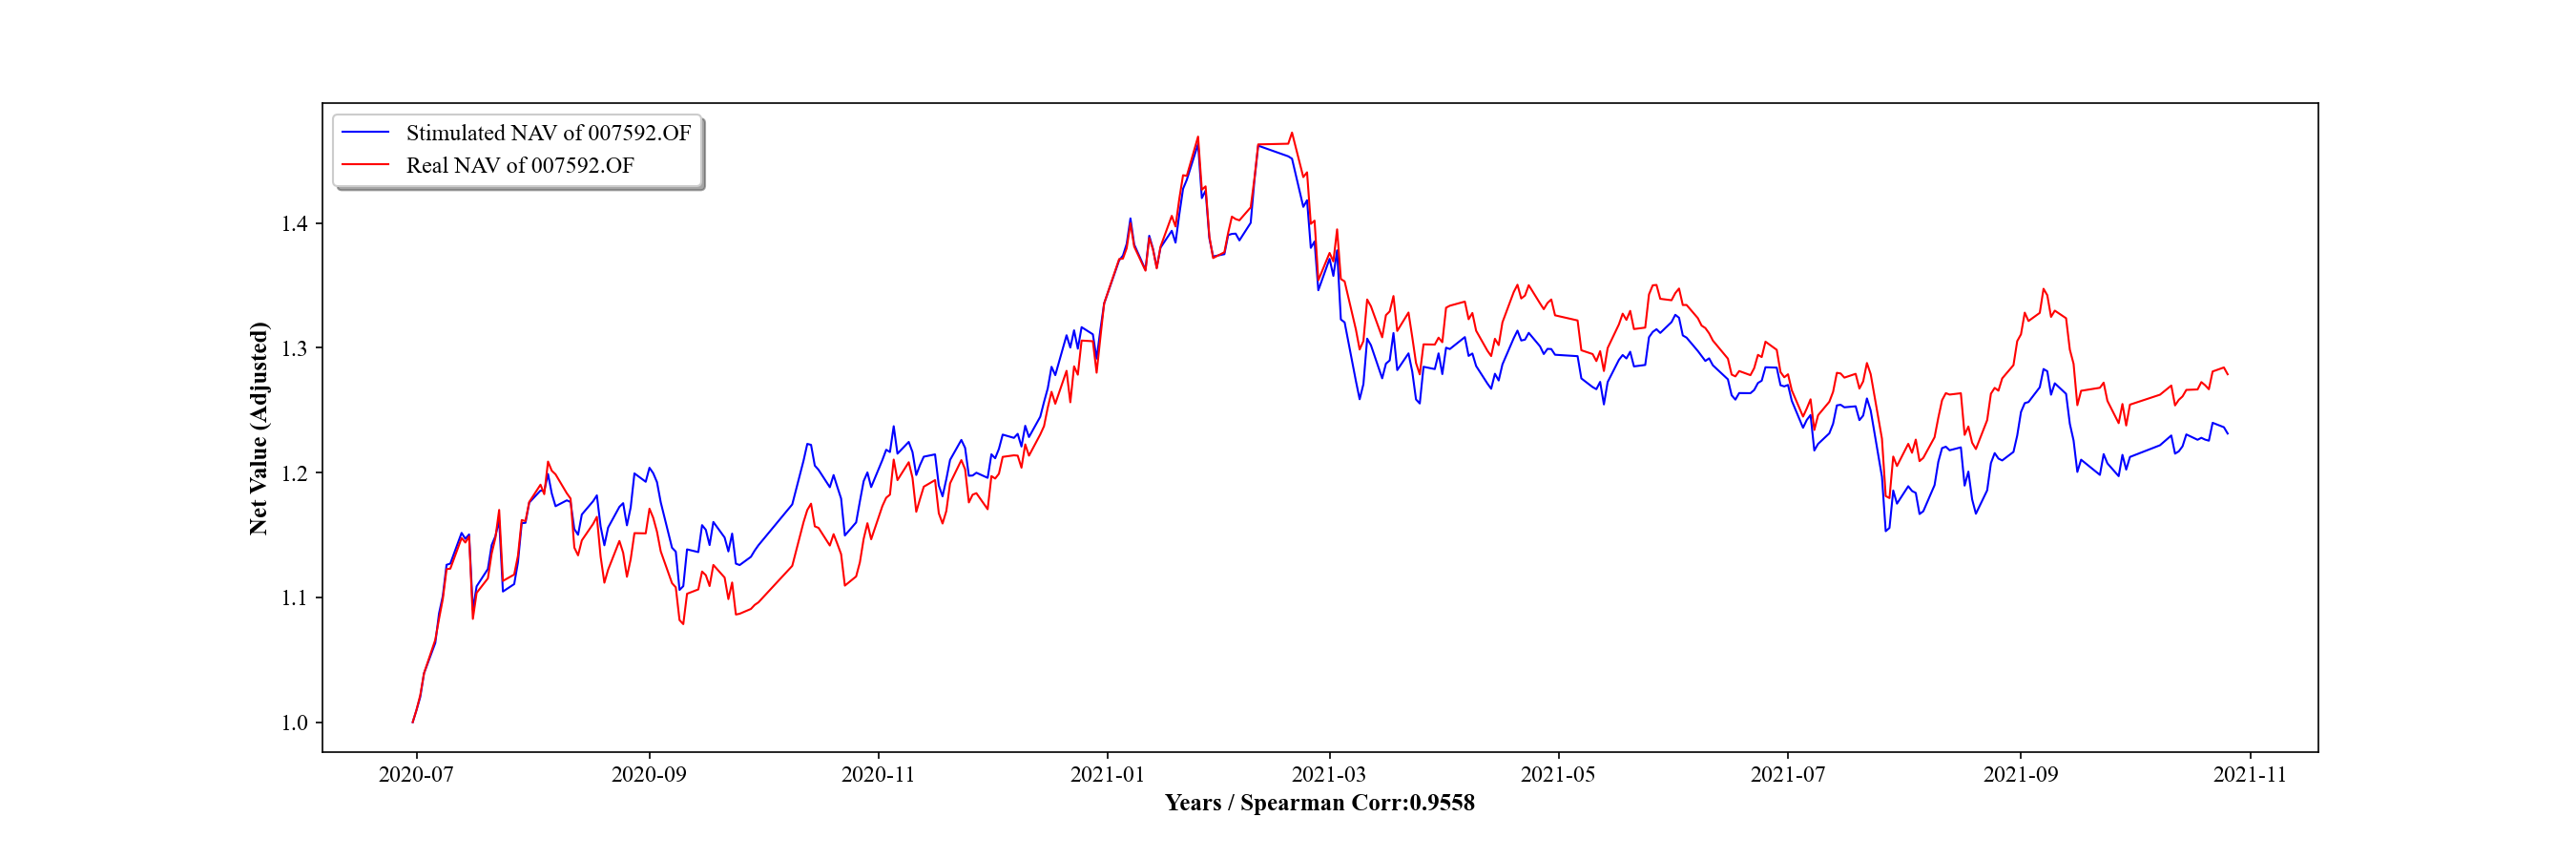 Stimulated NAV of 007592.OF
Real NAV of 007592.OF
Net Value (Adjusted)
1.4
1.3
1.2
1.1
1.0
2020-07 2020-09 2020-11 2021-01 2021-03 2021-05 2021-07 2021-09 2021-11
Years / Spearman Corr:0.9558